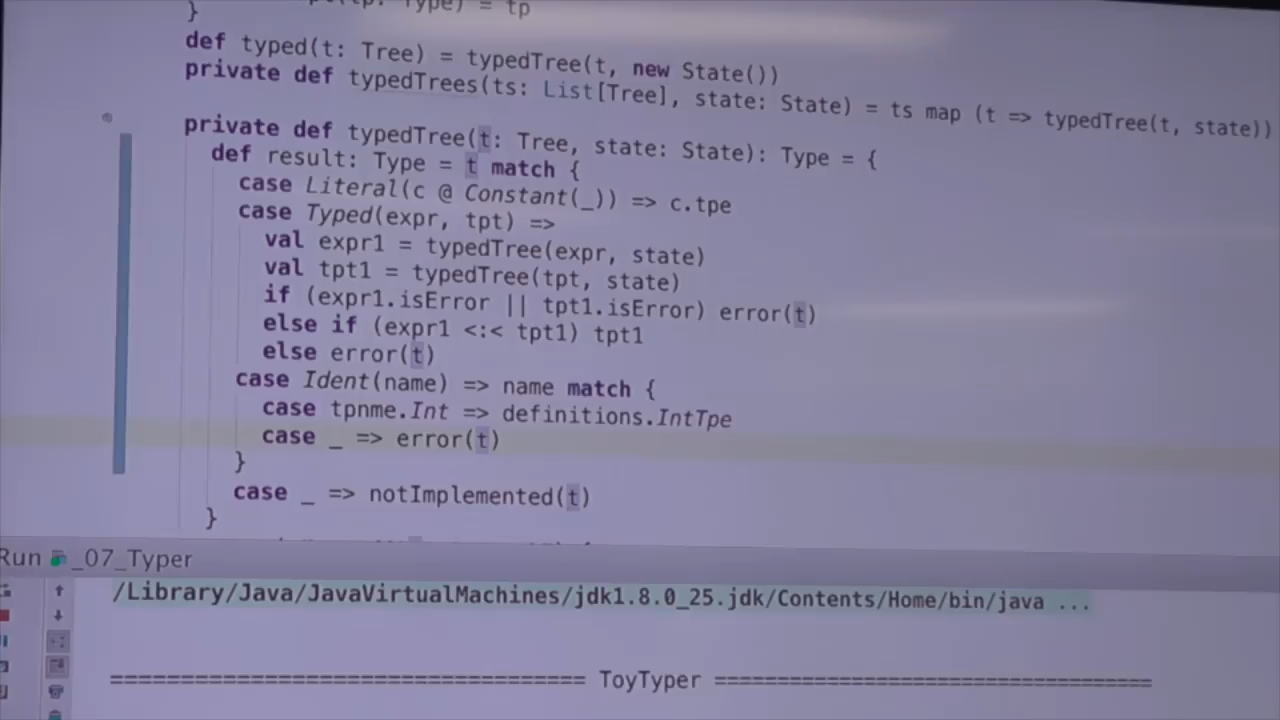 (tp: Type) = tp
}
def typed(t: Tree) = typedTree(t, new State())
private def typedTrees(ts: List[Tree], state: State) = ts map (t => typedTree(t, state))
private def typedTree(t: Tree, state: State): Type = {
def result: Type = t match {
case Literal(c @ Constant(_)) => c.tpe
case Typed(expr, tpt) =>
val expr1 = typedTree(expr, state)
val tpt1 = typedTree(tpt, state)
if (expr1.isError || tpt1.isError) error(t)
else if (expr1 <:< tpt1) tpt1
else error(t)
case Ident(name) => name match {
case tpnme.Int => definitions.IntTpe
case _ => error(t)
}
case _ => notImplemented(t)
}
Run _07_Typer
/Library/Java/JavaVirtualMachines/jdk1.8.0_25.jdk/Contents/Home/bin/java ...
================================== ToyTyper ===============================